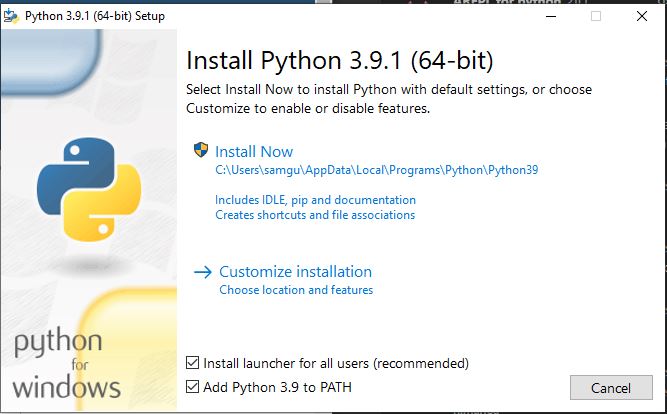 AREPL for python
Python 3.9.1 (64-bit) Setup
Install Python 3.9.1 (64-bit)
Select Install Now to install Python with default settings, or choose
Customize to enable or disable features.
Install Now
C:\Users\samgu\AppData\Local\Programs\Python\Python39
Includes IDLE, pip and documentation
Creates shortcuts and file associations
Customize installation
Choose location and features
Install launcher for all users (recommended)
Add Python 3.9 to PATH
Cancel
python
for
windows